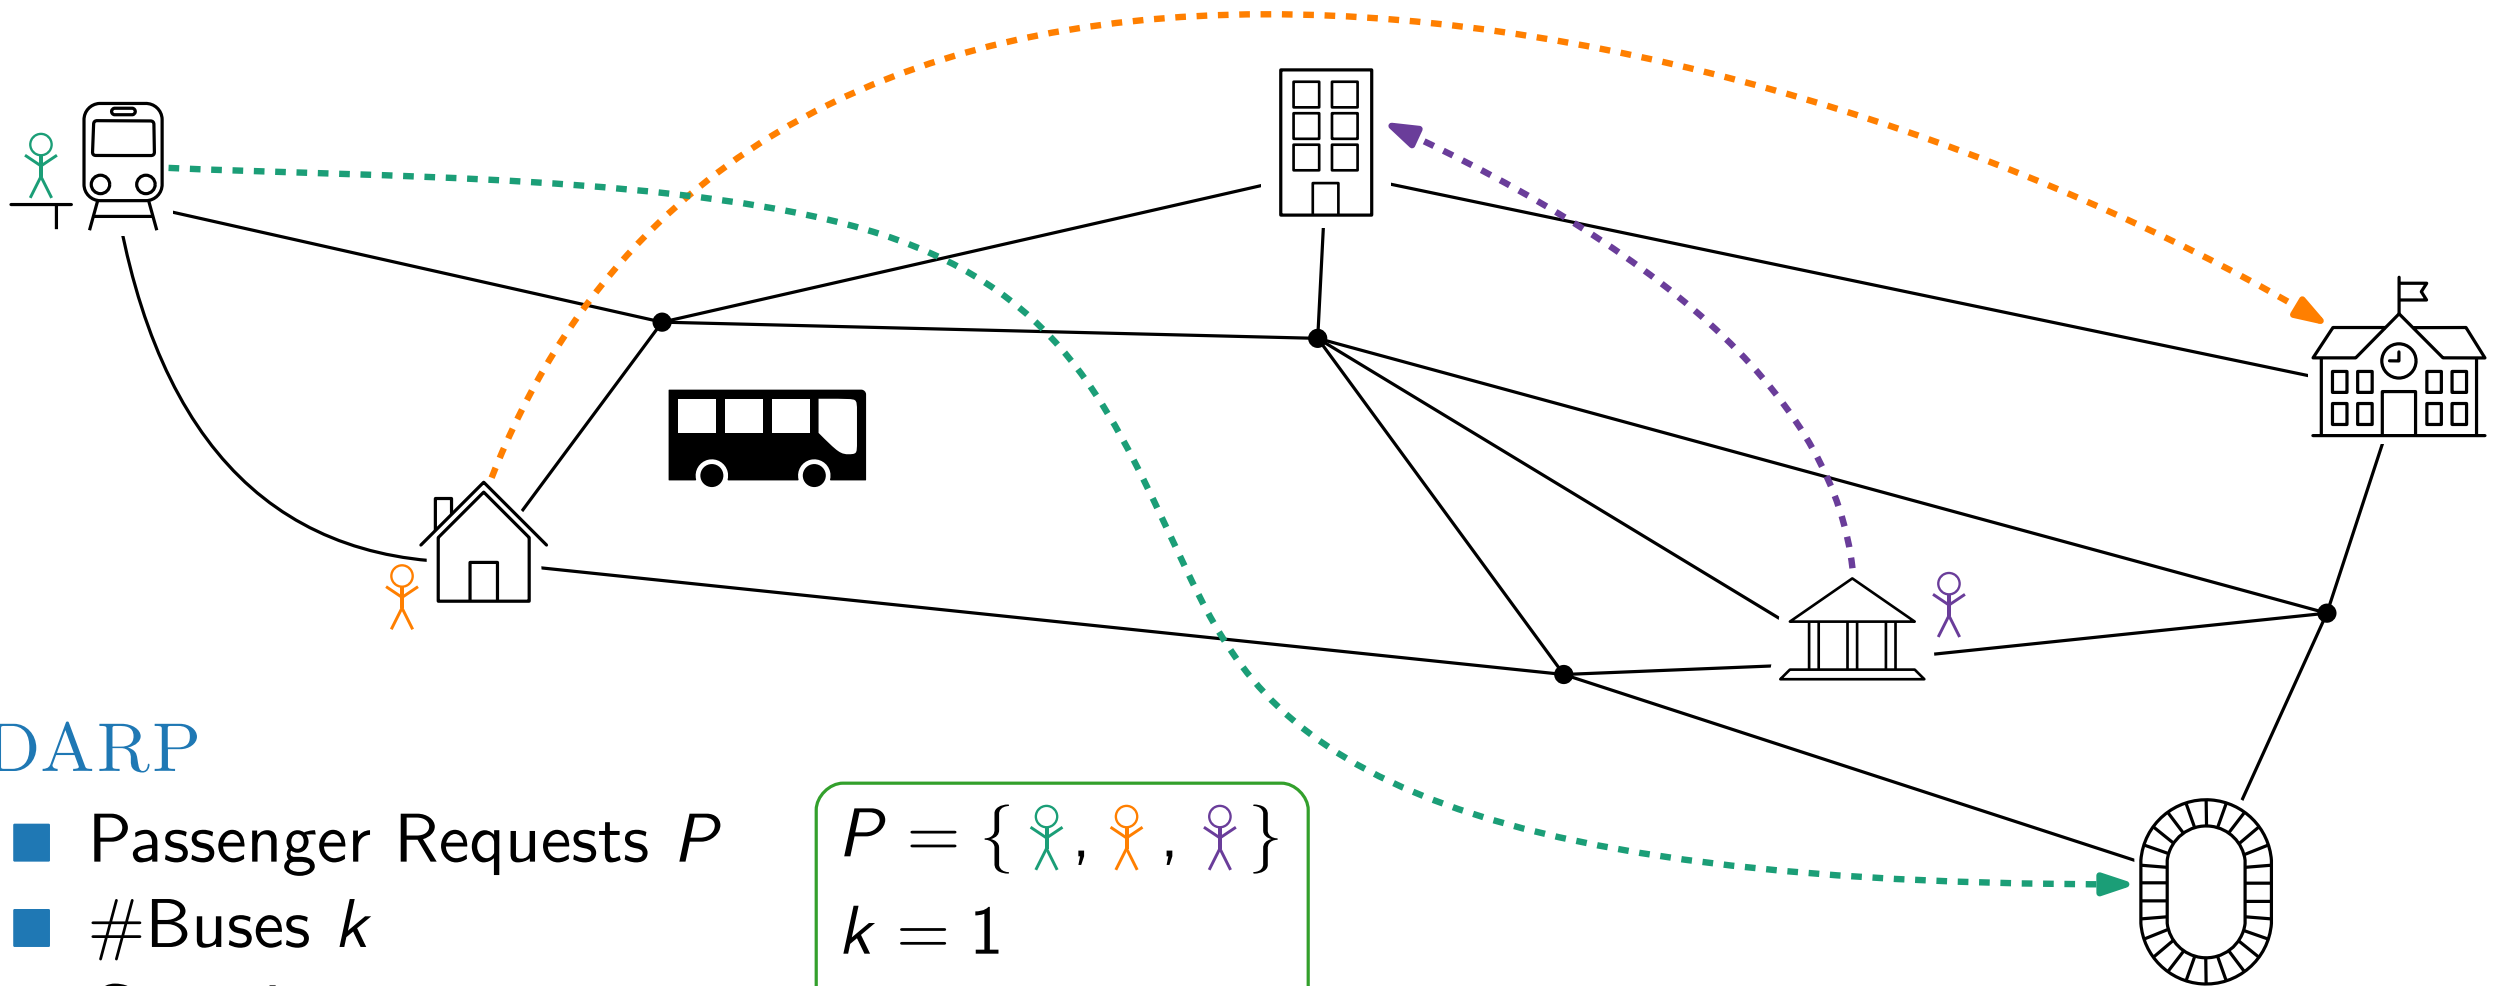 DARP
Passenger Requests P
#Buses k
P = { , , }
k = 1